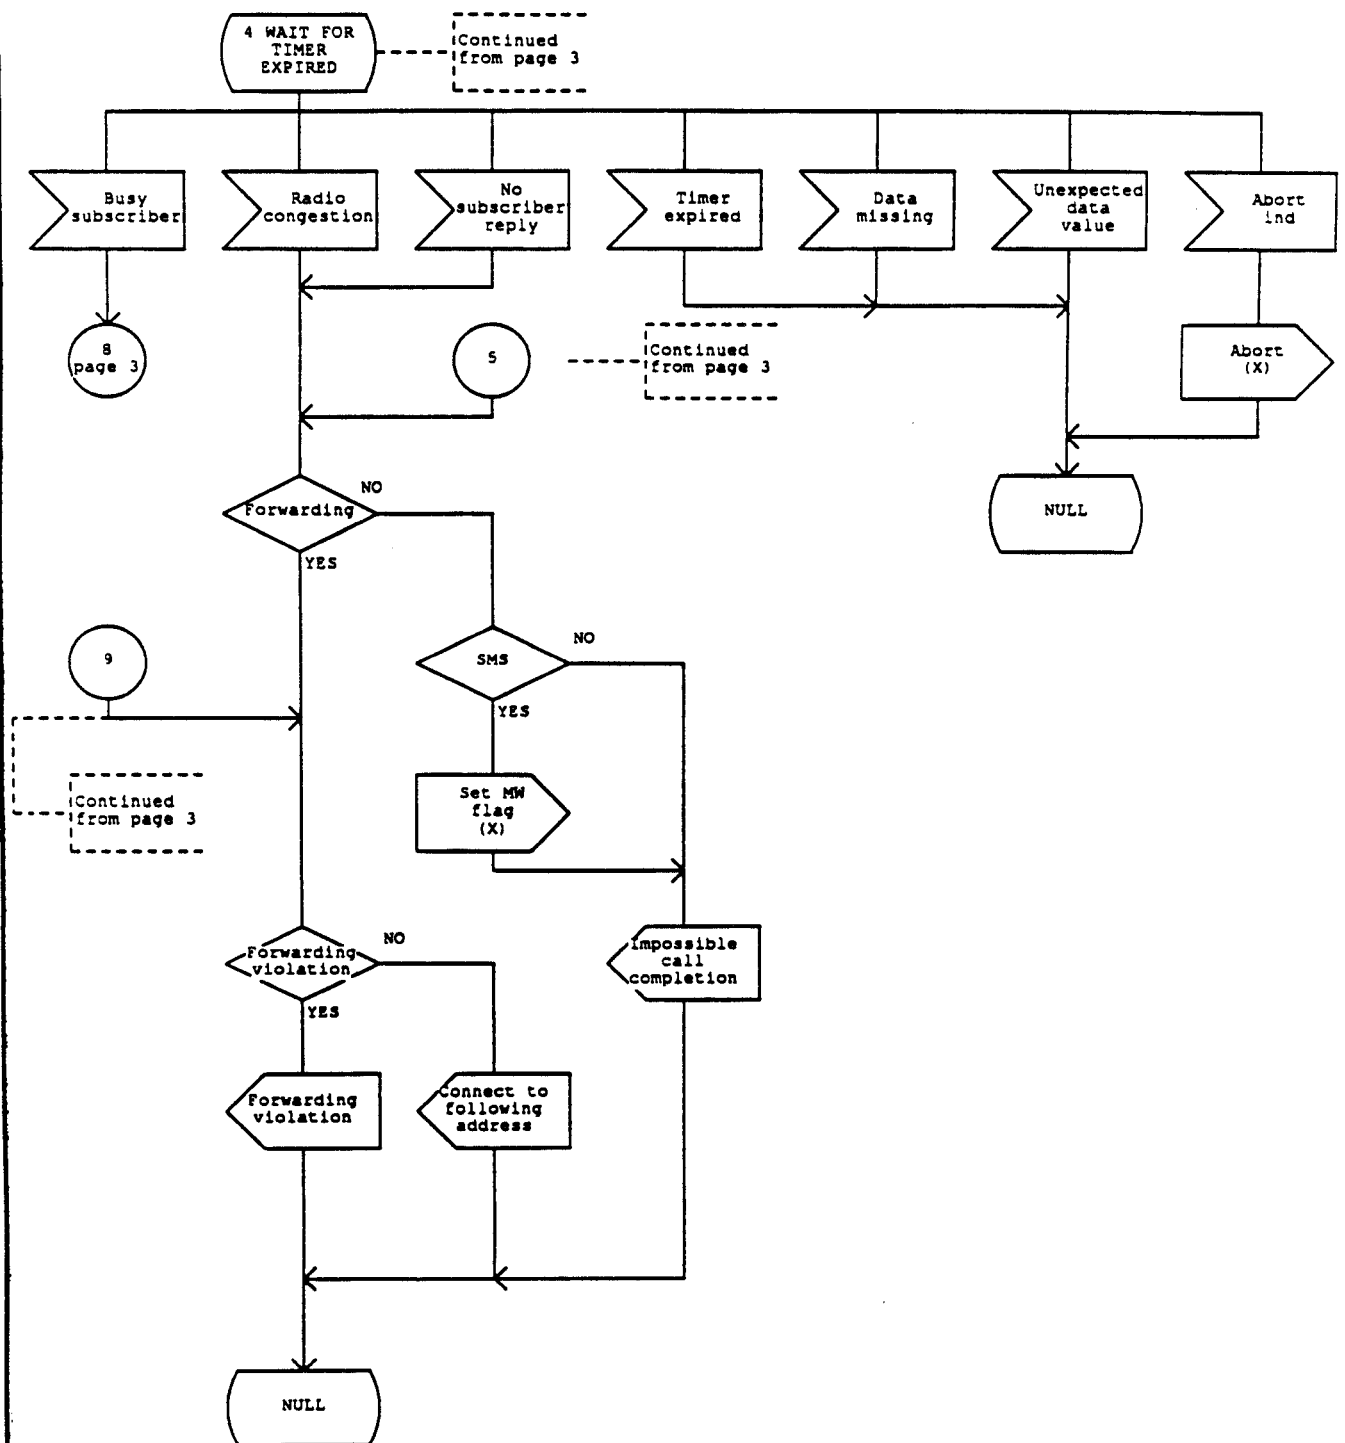 4 WAIT FOR
TIMER
EXPIRED
Continued
from page 3
Busy
subscriber
Radio
congestion
No
subscriber
reply
Timer
expired
Data
missing
Unexpected
data
value
Abort
ind
8
page 3
5
Continued
from page 3
Abort
(X)
Forwarding
NO
YES
NULL
9
SMS
NO
YES
Continued
from page 3
Set MW
flag
(X)
Forwarding
violation
NO
YES
Impossible
call
completion
Forwarding
violation
Connect to
following
address
NULL